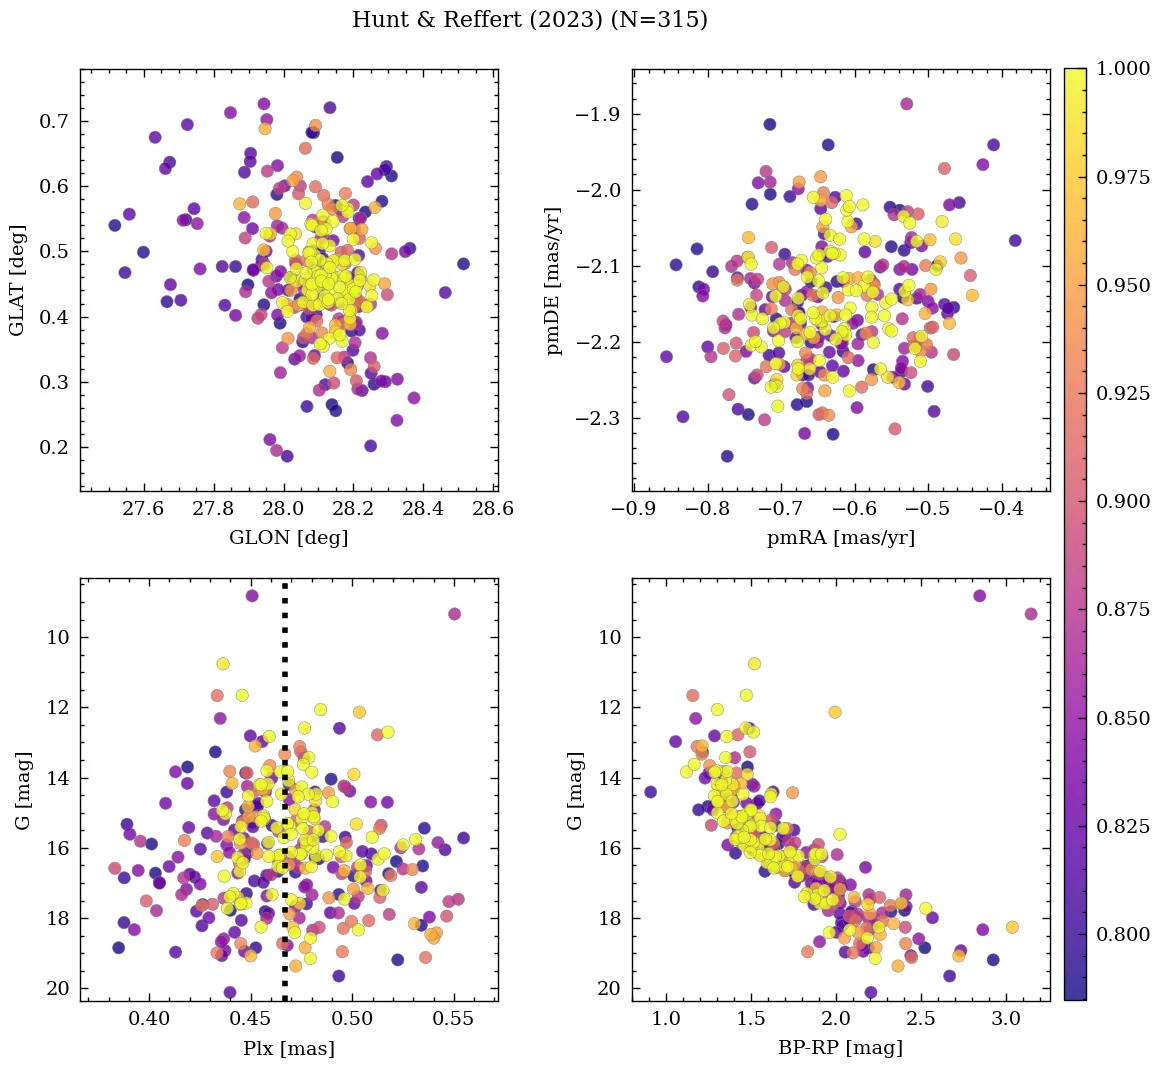 Hunt & Reffert (2023) (N=315)
GLAT [deg]
0.7
0.6
0.5
0.4
0.3
0.2
27.6 27.8 28.0 28.2 28.4 28.6
GLON [deg]
pmDE [mas/yr]
−1.9
−2.0
−2.1
−2.2
−2.3
−0.9 −0.8 −0.7 −0.6 −0.5 −0.4
pmRA [mas/yr]
G [mag]
10
12
14
16
18
20
0.40 0.45 0.50 0.55
Plx [mas]
G [mag]
10
12
14
16
18
20
1.0 1.5 2.0 2.5 3.0
BP-RP [mag]
1.000
0.975
0.950
0.925
0.900
0.875
0.850
0.825
0.800